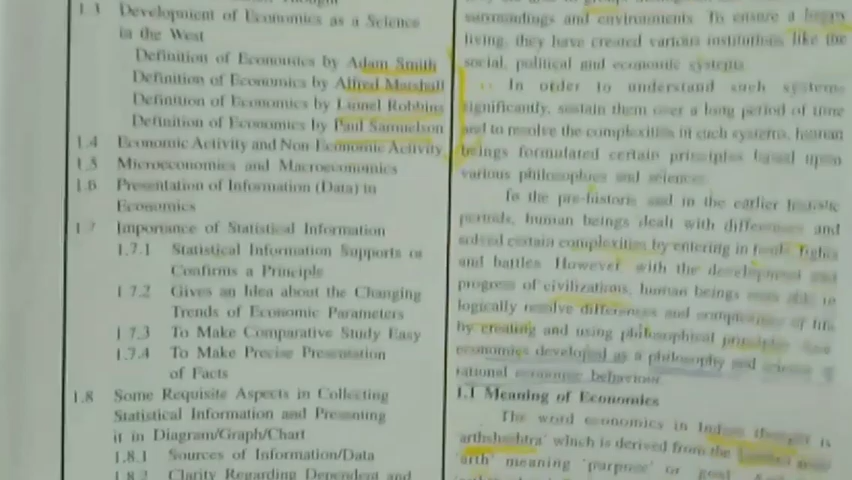 Thought
1.3 Development of Economics as a Science
in the West
Definition of Economics by Adam Smith
Definition of Economics by Alfred Marshall
Definition of Economics by Lionel Robbins
Definition of Economics by Paul Samuelson
1.4 Economic Activity and Non Economic Activity
1.5 Microeconomics and Macroeconomics
1.6 Presentation of Information (Data) in
Economics
1.7 Importance of Statistical Information
1.7.1 Statistical Information Supports or
Confirms a Principle
1.7.2 Gives an Idea about the Changing
Trends of Economic Parameters
1.7.3 To Make Comparative Study Easy
1.7.4 To Make Precise Presentation
of Facts
1.8 Some Requisite Aspects in Collecting
Statistical Information and Presenting
it in Diagram/Graph/Chart
1.8.1 Sources of Information/Data
1.8.2 Clarity Regarding Dependent and
surroundings and environments. To ensure a happy
living, they have created various institutions, like the
social, political and economic systems.
In order to understand such systems
significantly, sustain them over a long period of time
and to resolve the complexities in such systems, human
beings formulated certain principles based upon
various philosophies and sciences.
In the pre-historic and in the earlier historic
periods, human beings dealt with differences and
solved certain complexities by entering in fights
and battles. However, with the development and
progress of civilizations, human beings were able to
logically resolve differences and complexities of life
by creating and using philosophical principles.
economics developed as a philosophy and science of
rational economic behaviour.
1.1 Meaning of Economics
The word economics in Indian thought is
arthshashtra' which is derived from the
'arth' meaning 'purpose' or goal.